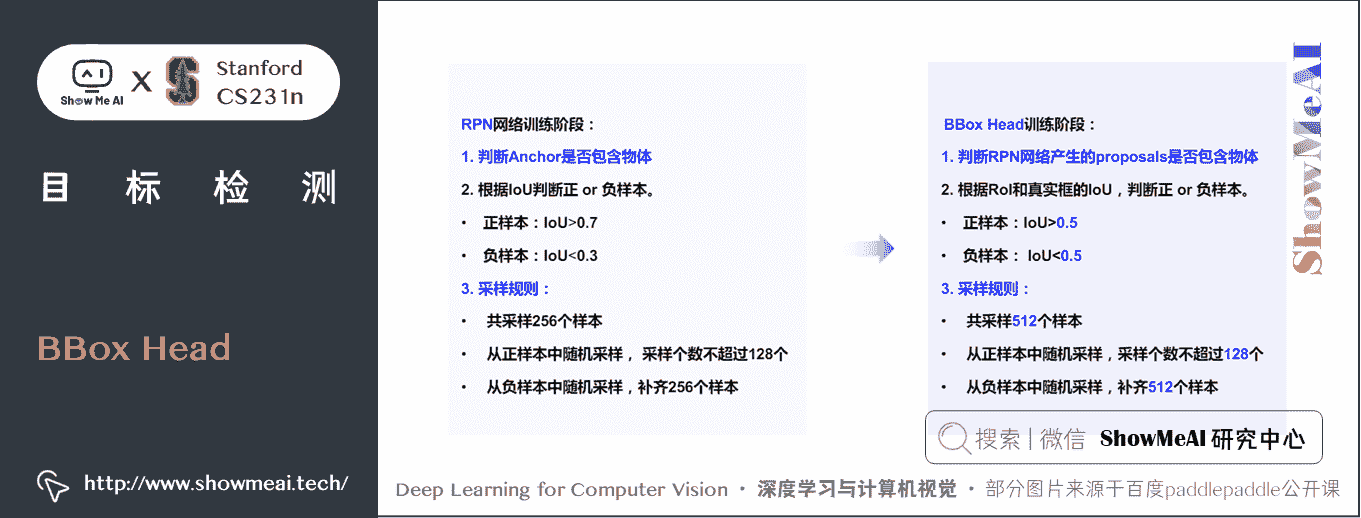 Show Me AI
X
Stanford
CS231n
目标检测
BBox Head
http://www.showmeai.tech/
RPN网络训练阶段：
1. 判断Anchor是否包含物体
2. 根据IoU判断正 or 负样本。
• 正样本：IoU>0.7
• 负样本：IoU<0.3
3. 采样规则：
• 共采样256个样本
• 从正样本中随机采样， 采样个数不超过128个
• 从负样本中随机采样，补齐256个样本
BBox Head训练阶段：
1. 判断RPN网络产生的proposals是否包含物体
2. 根据RoI和真实框的IoU，判断正 or 负样本。
• 正样本：IoU>0.5
• 负样本： IoU<0.5
3. 采样规则：
• 共采样512个样本
• 从正样本中随机采样，采样个数不超过128个
• 从负样本中随机采样，补齐512个样本
ShowMeAI
搜索 | 微信 ShowMeAI 研究中心
Deep Learning for Computer Vision · 深度学习与计算机视觉 · 部分图片来源于百度paddlepaddle公开课